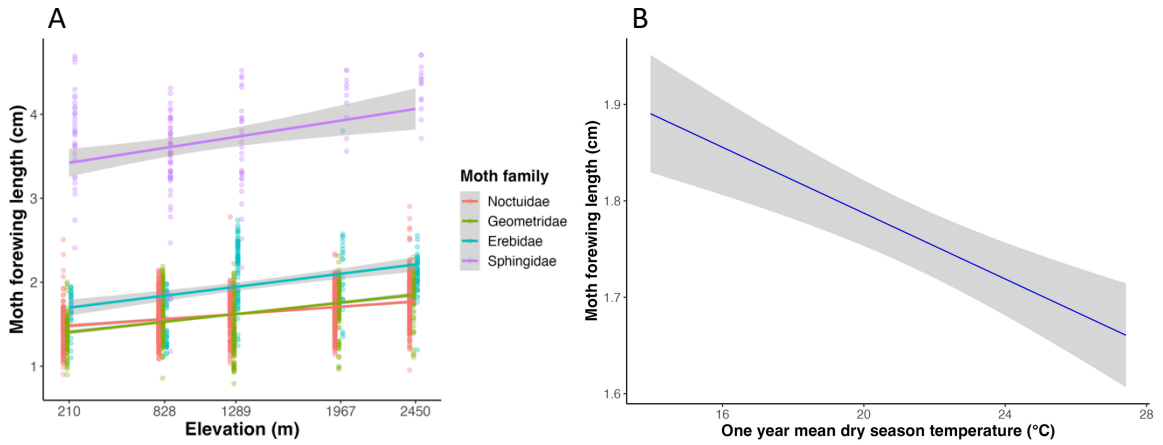 A
Moth forewing length (cm)
4
3
2
1
210 828 1289 1967 2450
Elevation (m)
Moth family
Noctuidae
Geometridae
Erebidae
Sphingidae
B
Moth forewing length (cm)
1.9
1.8
1.7
1.6
16 20 24 28
One year mean dry season temperature (°C)